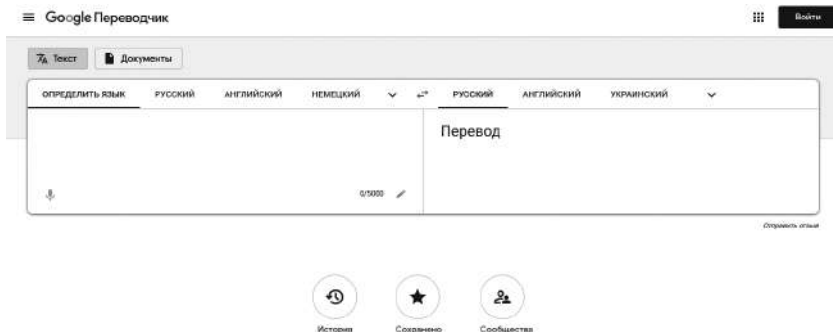 Google Переводчик
Войти
Текст
Документы
ОПРЕДЕЛИТЬ ЯЗЫК РУССКИЙ АНГЛИЙСКИЙ НЕМЕЦКИЙ РУССКИЙ АНГЛИЙСКИЙ УКРАИНСКИЙ
Перевод
0/5000
Отправить отзыв
История Сохранено Сообщества